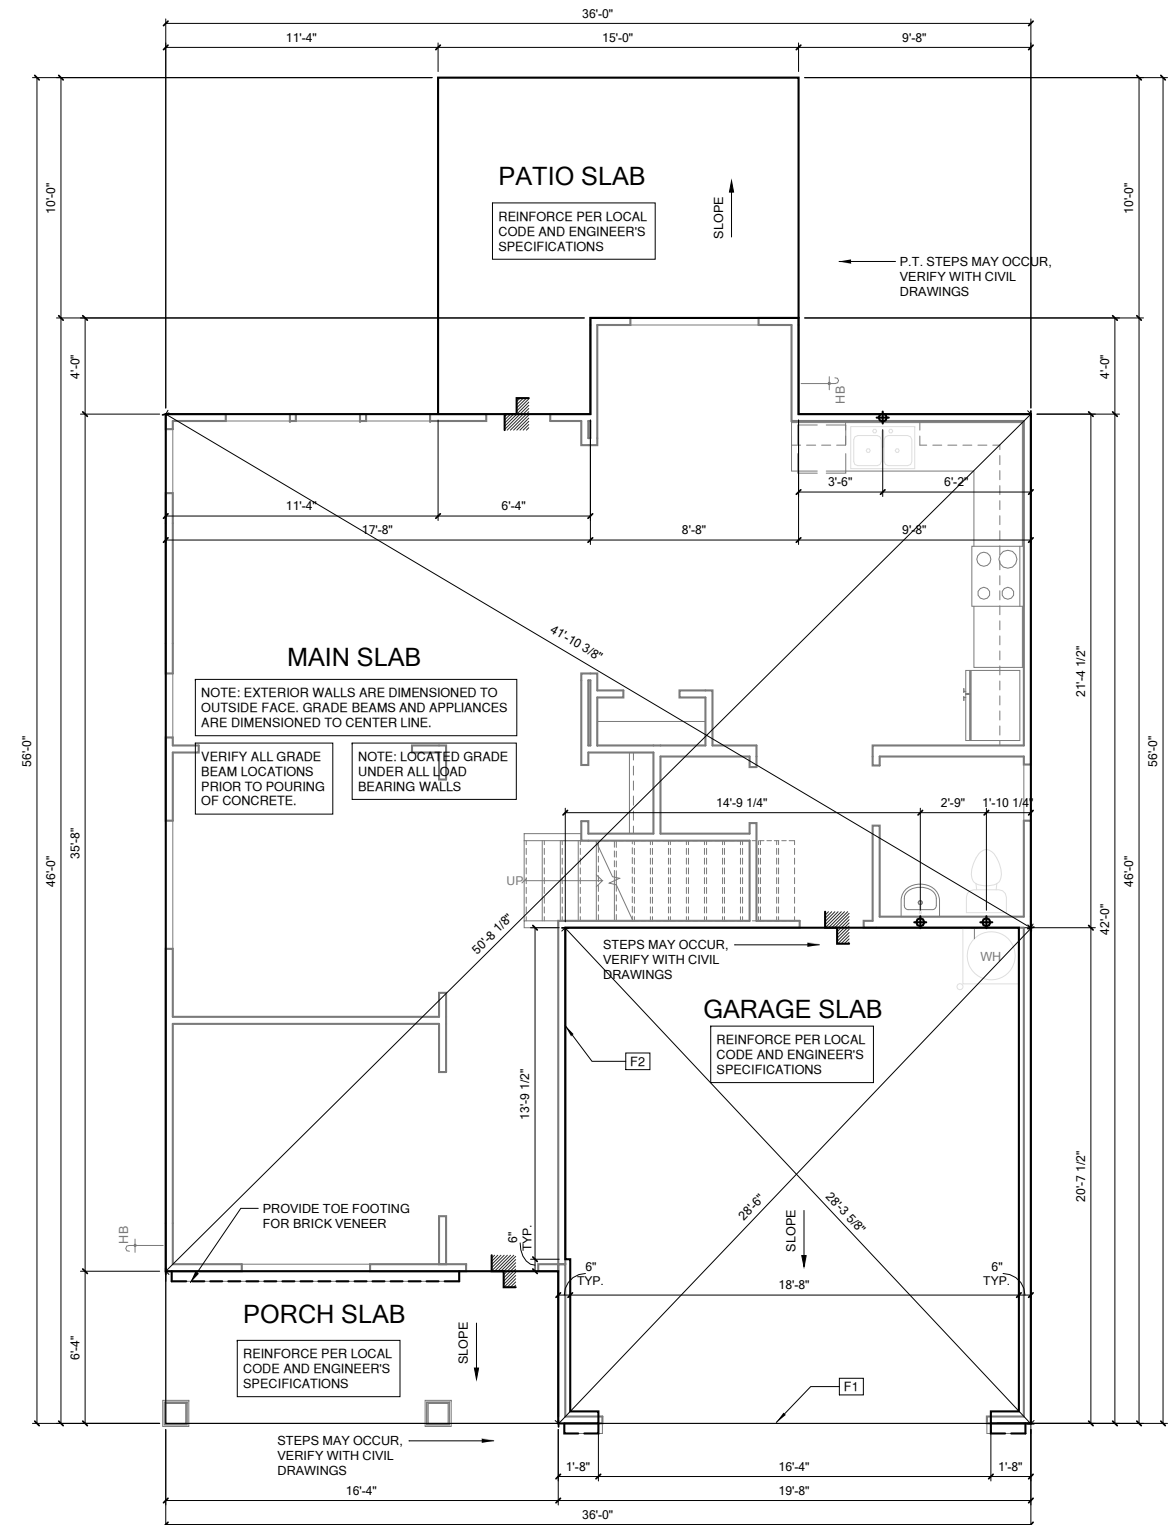 36'-0"
11'-4"
15'-0"
9'-8"
PATIO SLAB
REINFORCE PER LOCAL
CODE AND ENGINEER'S
SPECIFICATIONS
SLOPE
10'-0"
10'-0"
P.T. STEPS MAY OCCUR,
VERIFY WITH CIVIL
DRAWINGS
4'-0"
4'-0"
HB
3'-6"
6'-2"
11'-4"
6'-4"
17'-8"
8'-8"
9'-8"
41'-10 3/8"
MAIN SLAB
NOTE: EXTERIOR WALLS ARE DIMENSIONED TO
OUTSIDE FACE. GRADE BEAMS AND APPLIANCES
ARE DIMENSIONED TO CENTER LINE.
VERIFY ALL GRADE
BEAM LOCATIONS
PRIOR TO POURING
OF CONCRETE.
NOTE: LOCATED GRADE
UNDER ALL LOAD
BEARING WALLS
21'-4 1/2"
56'-0"
56'-0"
46'-0"
35'-8"
46'-0"
42'-0"
14'-9 1/4"
2'-9"
1'-10 1/4"
UP
50'-8 1/8"
STEPS MAY OCCUR,
VERIFY WITH CIVIL
DRAWINGS
WH
GARAGE SLAB
REINFORCE PER LOCAL
CODE AND ENGINEER'S
SPECIFICATIONS
F2
13'-9 1/2"
20'-7 1/2"
28'-6"
28'-3 5/8"
SLOPE
PROVIDE TOE FOOTING
FOR BRICK VENEER
HB
6"
TYP.
6"
TYP.
18'-8"
6"
TYP.
PORCH SLAB
REINFORCE PER LOCAL
CODE AND ENGINEER'S
SPECIFICATIONS
SLOPE
6'-4"
F1
STEPS MAY OCCUR,
VERIFY WITH CIVIL
DRAWINGS
1'-8"
16'-4"
1'-8"
16'-4"
19'-8"
36'-0"